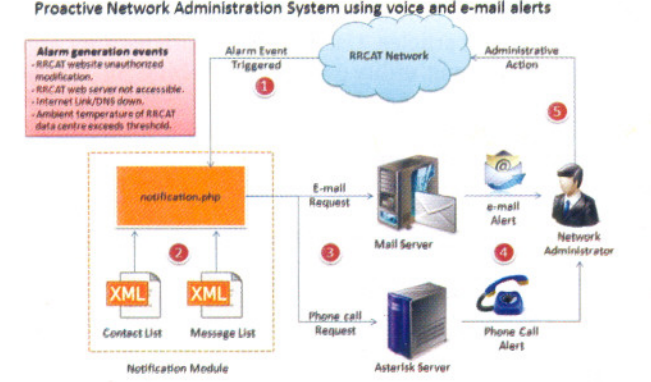 Proactive Network Administration System using voice and e-mail alerts
Alarm generation events
- RRCAT website unauthorized
modification.
- RRCAT web server not accessible.
- Internet Link/DNS down.
- Ambient temperature of RRCAT
data centre exceeds threshold.
Alarm Event
Triggered
1
RRCAT Network
Administrative
Action
5
notification.php
E-mail
Request
Mail Server
@
e-mail
Alert
Network
Administrator
2
3
4
XML
XML
Contact List
Message List
Phone call
Request
Asterisk Server
Phone Call
Alert
Notification Module